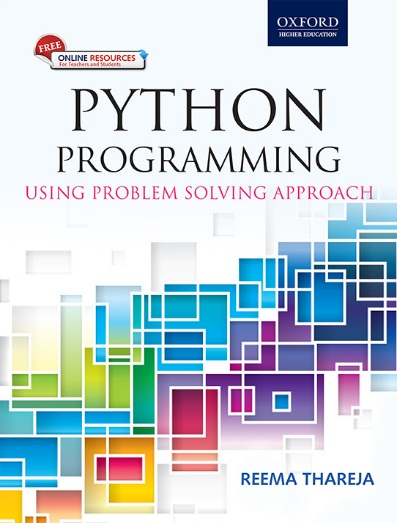 OXFORD
HIGHER EDUCATION
FREE
ONLINE RESOURCES
For Teachers and Students
PYTHON
PROGRAMMING
USING PROBLEM SOLVING APPROACH
REEMA THAREJA